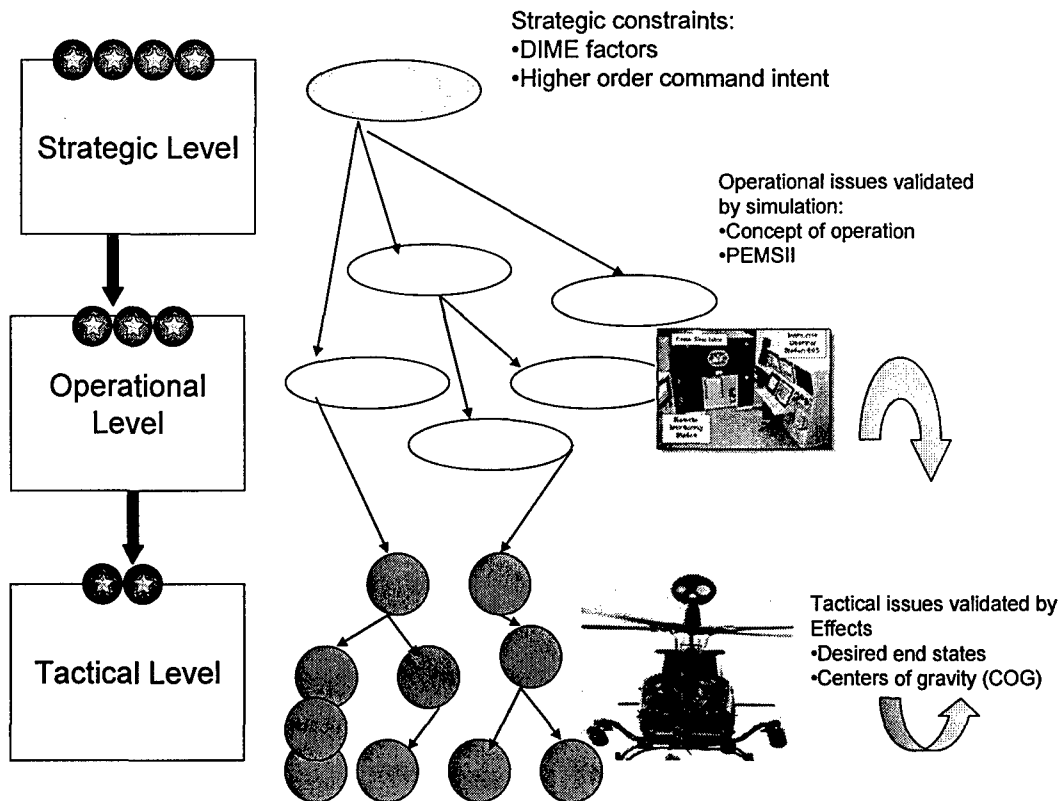 Strategic constraints:
•DIME factors
•Higher order command intent
Strategic Level
Operational issues validated
by simulation:
•Concept of operation
•PEMSII
Operational
Level
Tactical issues validated by
Effects
•Desired end states
•Centers of gravity (COG)
Tactical Level